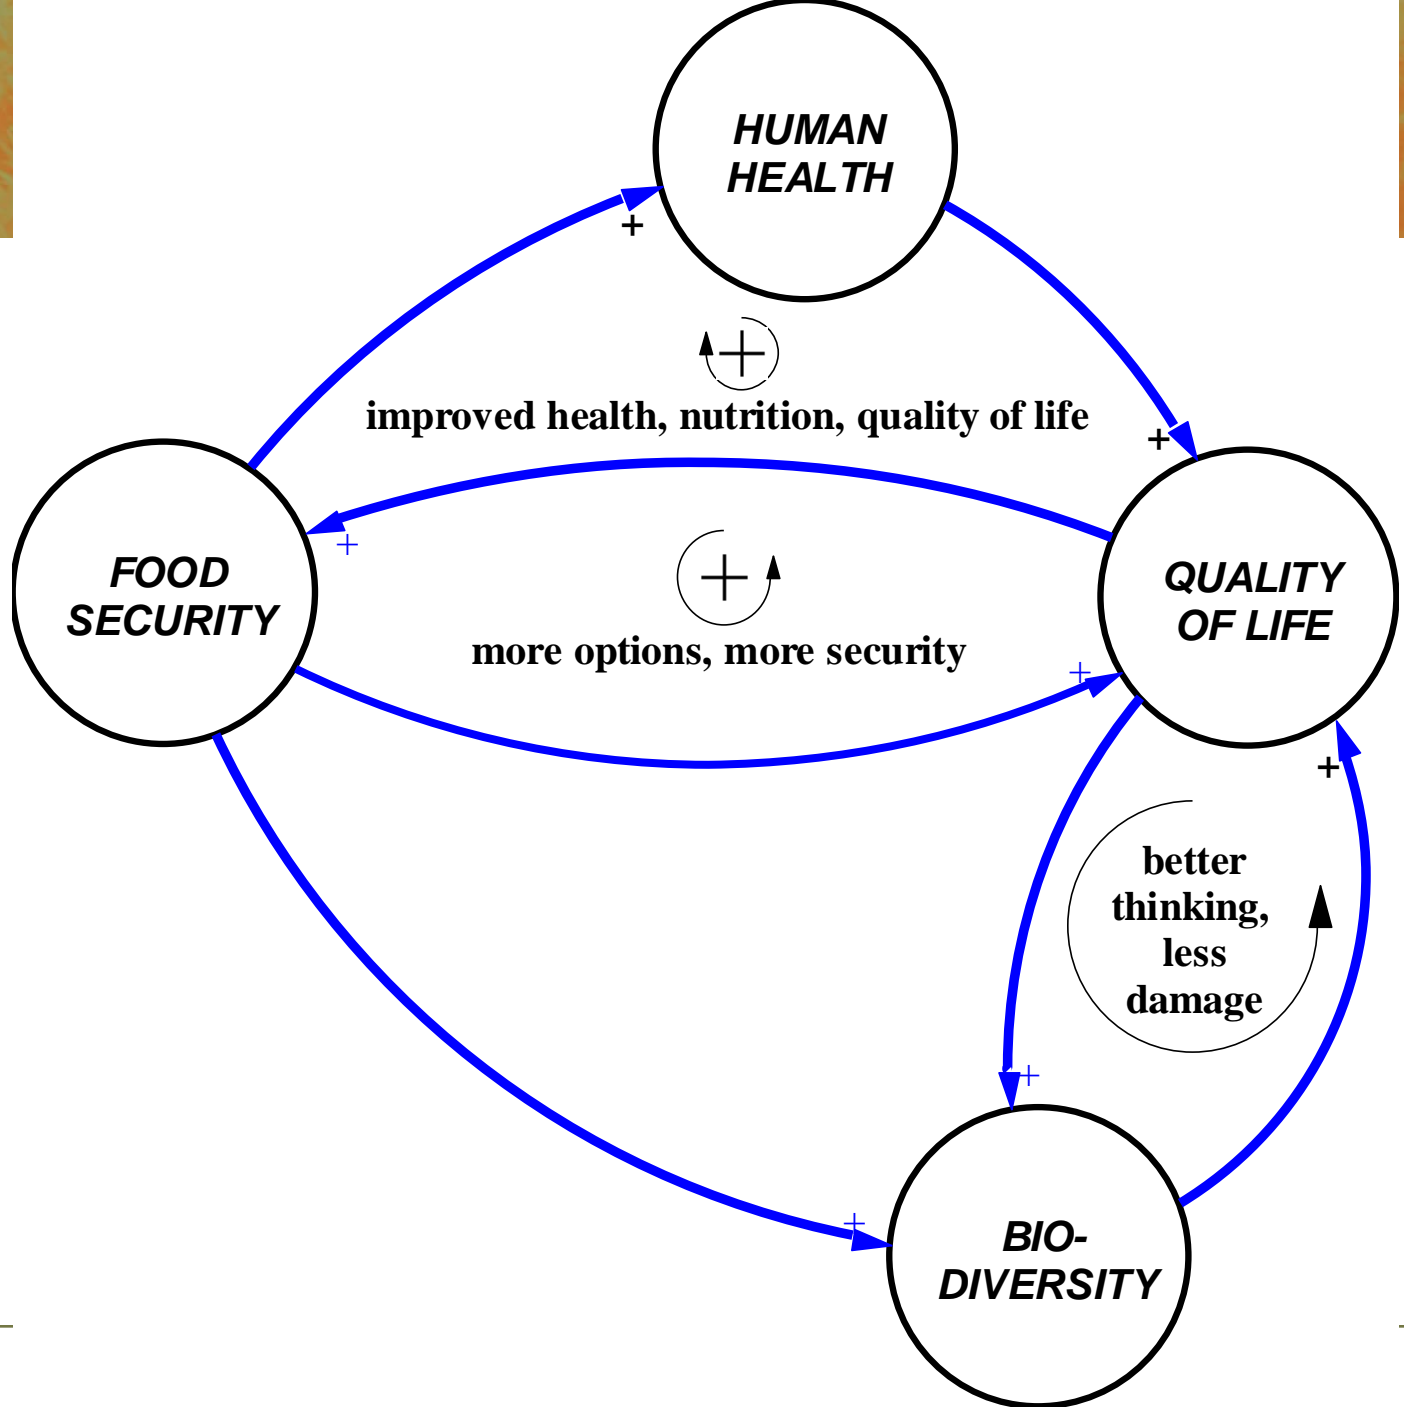 HUMAN
HEALTH
+
+
improved health, nutrition, quality of life
+
+
FOOD
SECURITY
+
+
more options, more security
QUALITY
OF LIFE
+
+
better
thinking,
less
damage
+
+
BIO-
DIVERSITY